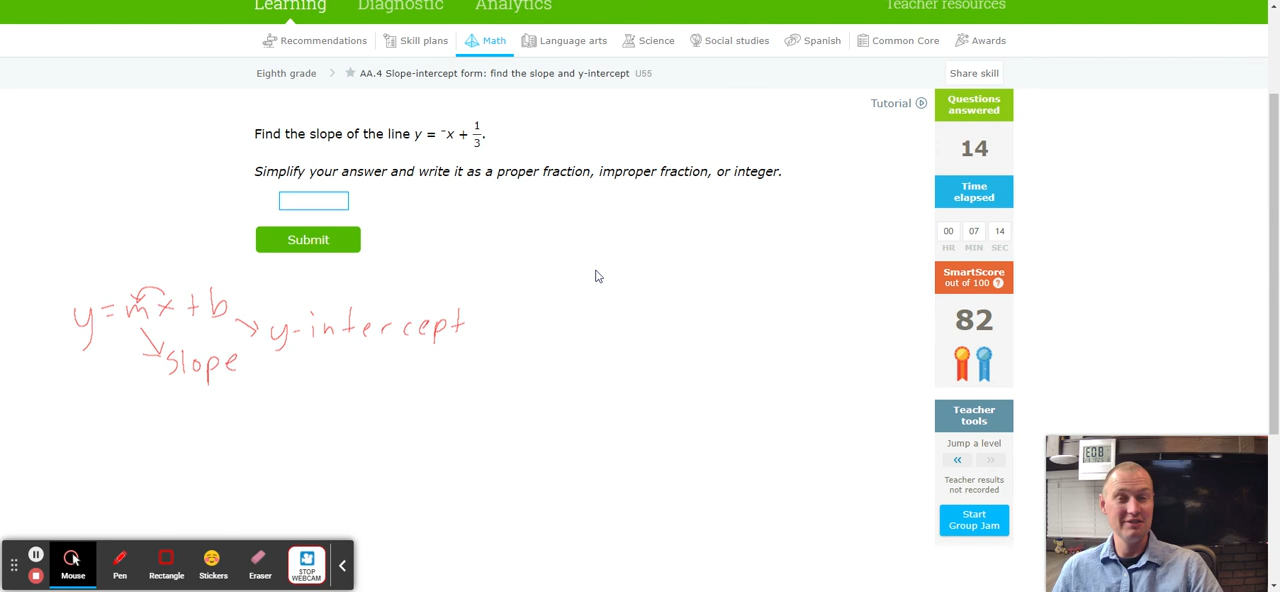 Learning Diagnostic Analytics Teacher resources
Recommendations Skill plans Math Language arts Science Social studies Spanish Common Core Awards
Eighth grade > AA.4 Slope-intercept form: find the slope and y-intercept U55 Share skill
Tutorial
Questions answered
14
Time elapsed
00 07 14
HR MIN SEC
SmartScore
out of 100 ?
82
Teacher tools
Jump a level
« »
Teacher results not recorded
Start Group Jam
Find the slope of the line y = ⁻x + 1/3.
Simplify your answer and write it as a proper fraction, improper fraction, or integer.
Submit
y = mx + b
y-intercept
slope
Mouse Pen Rectangle Stickers Eraser STOP WEBCAM